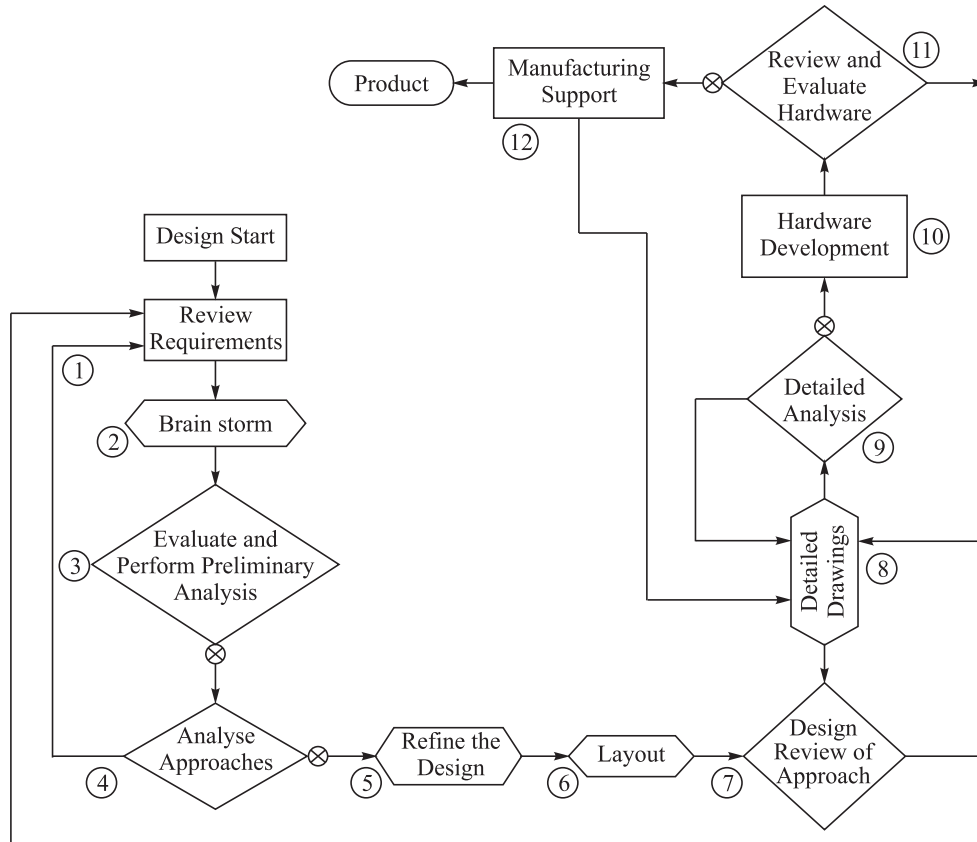 Product
Manufacturing
Support
12
Review and
Evaluate
Hardware
11
Hardware
Development
10
Design Start
Review
Requirements
1
Brain storm
2
Evaluate and
Perform Preliminary
Analysis
3
Analyse
Approaches
4
Refine the
Design
5
Layout
6
Design
Review of
Approach
7
Detailed
Drawings
8
Detailed
Analysis
9